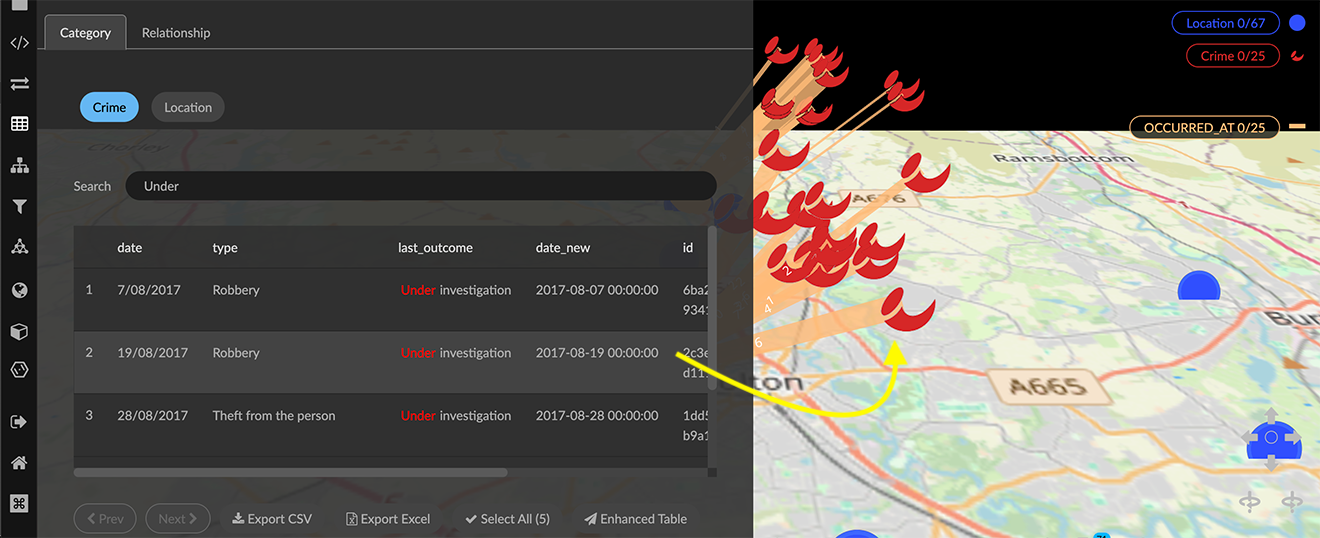 Category Relationship
Location 0/67
Crime 0/25
OCCURRED_AT 0/25
Crime Location
Chorley
Ramsbottom
Search Under
A676
date type last_outcome date_new id
1 7/08/2017 Robbery Under investigation 2017-08-07 00:00:00 6ba2
9341
2 19/08/2017 Robbery Under investigation 2017-08-19 00:00:00 2c3e
d11
3 28/08/2017 Theft from the person Under investigation 2017-08-28 00:00:00 1dd5
b9a1
lton
A665
Bur
Prev Next Export CSV Export Excel Select All (5) Enhanced Table